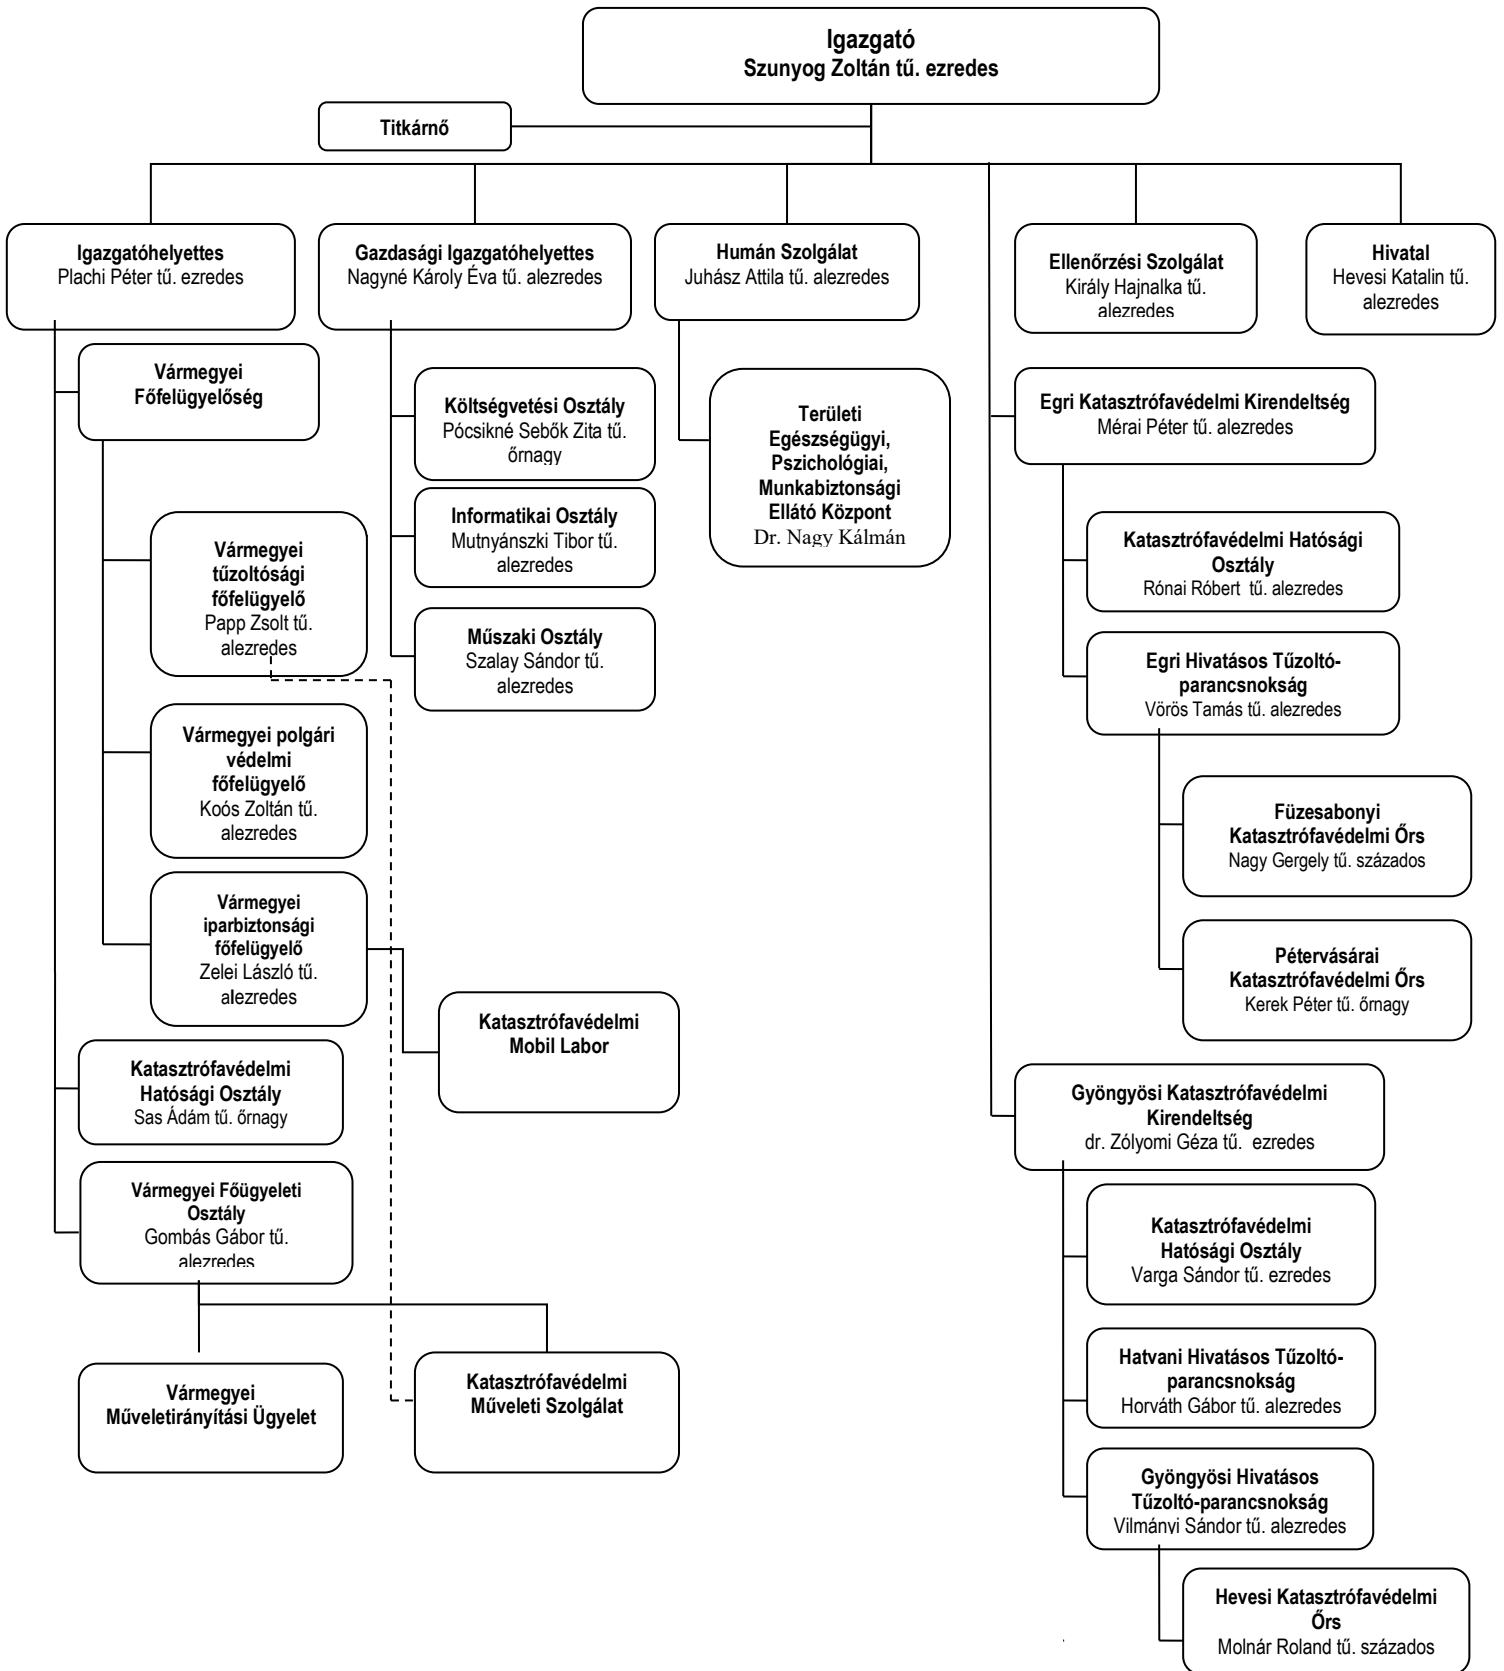 Igazgató
Szunyog Zoltán tű. ezredes
Titkárnő
Igazgatóhelyettes
Plachi Péter tű. ezredes
Gazdasági Igazgatóhelyettes
Nagyné Károly Éva tű. alezredes
Humán Szolgálat
Juhász Attila tű. alezredes
Ellenőrzési Szolgálat
Király Hajnalka tű.
alezredes
Hivatal
Hevesi Katalin tű.
alezredes
Vármegyei
Főfelügyelőség
Vármegyei
tűzoltósági
főfelügyelő
Papp Zsolt tű.
alezredes
Vármegyei polgári
védelmi
főfelügyelő
Koós Zoltán tű.
alezredes
Vármegyei
iparbiztonsági
főfelügyelő
Zelei László tű.
alezredes
Katasztrófavédelmi
Mobil Labor
Katasztrófavédelmi
Hatósági Osztály
Sas Ádám tű. őrnagy
Vármegyei Főügyeleti
Osztály
Gombás Gábor tű.
alezredes
Vármegyei
Műveletirányítási Ügyelet
Katasztrófavédelmi
Műveleti Szolgálat
Költségvetési Osztály
Pócsikné Sebők Zita tű.
őrnagy
Informatikai Osztály
Mutnyánszki Tibor tű.
alezredes
Műszaki Osztály
Szalay Sándor tű.
alezredes
Területi
Egészségügyi,
Pszichológiai,
Munkabiztonsági
Ellátó Központ
Dr. Nagy Kálmán
Egri Katasztrófavédelmi Kirendeltség
Mérai Péter tű. alezredes
Katasztrófavédelmi Hatósági
Osztály
Rónai Róbert tű. alezredes
Egri Hivatásos Tűzoltó-
parancsnokság
Vörös Tamás tű. alezredes
Füzesabonyi
Katasztrófavédelmi Őrs
Nagy Gergely tű. százados
Pétervásárai
Katasztrófavédelmi Őrs
Kerek Péter tű. őrnagy
Gyöngyösi Katasztrófavédelmi
Kirendeltség
dr. Zólyomi Géza tű. ezredes
Katasztrófavédelmi
Hatósági Osztály
Varga Sándor tű. ezredes
Hatvani Hivatásos Tűzoltó-
parancsnokság
Horváth Gábor tű. alezredes
Gyöngyösi Hivatásos
Tűzoltó-parancsnokság
Vilmányi Sándor tű. alezredes
Hevesi Katasztrófavédelmi
Őrs
Molnár Roland tű. százados